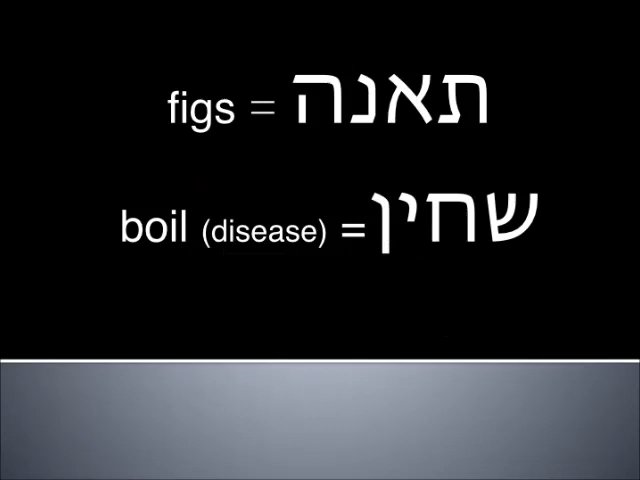 figs = תאנה
boil (disease) = שחין